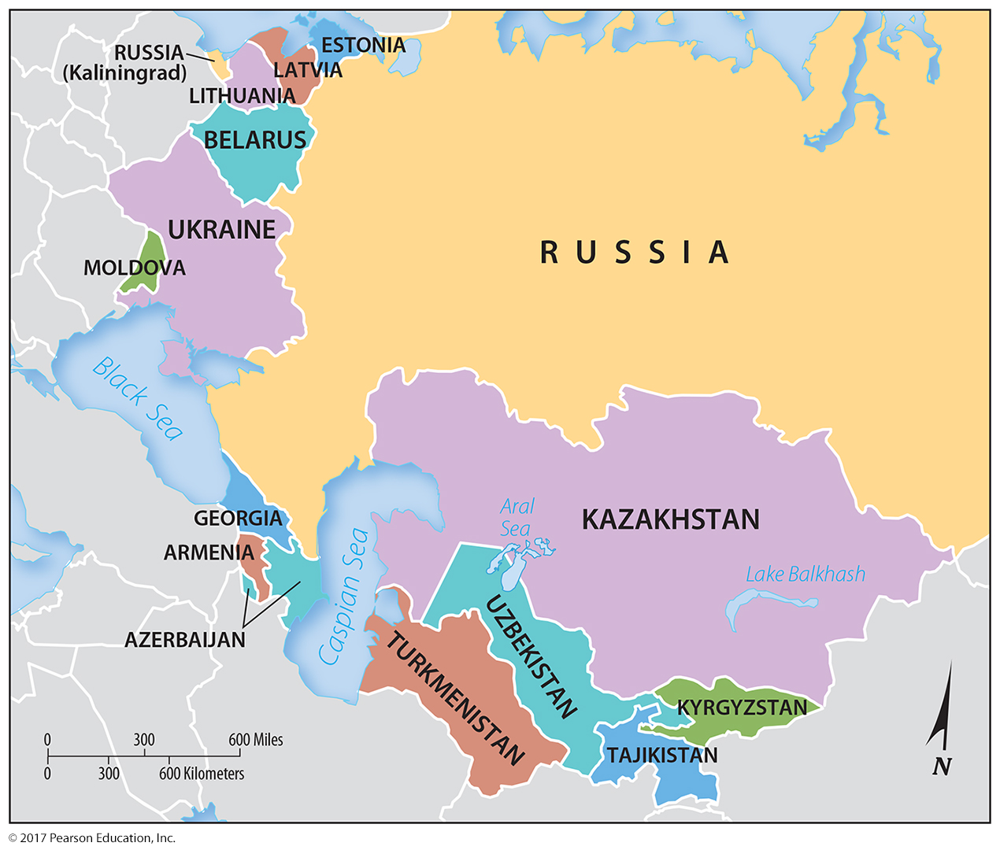 ESTONIA
RUSSIA
(Kaliningrad)
LATVIA
LITHUANIA
BELARUS
UKRAINE
RUSSIA
MOLDOVA
Black Sea
Aral
Sea
KAZAKHSTAN
GEORGIA
ARMENIA
Caspian Sea
Lake Balkhash
AZERBAIJAN
UZBEKISTAN
TURKMENISTAN
KYRGYZSTAN
TAJIKISTAN
0 300 600 Miles
0 300 600 Kilometers
N
© 2017 Pearson Education, Inc.